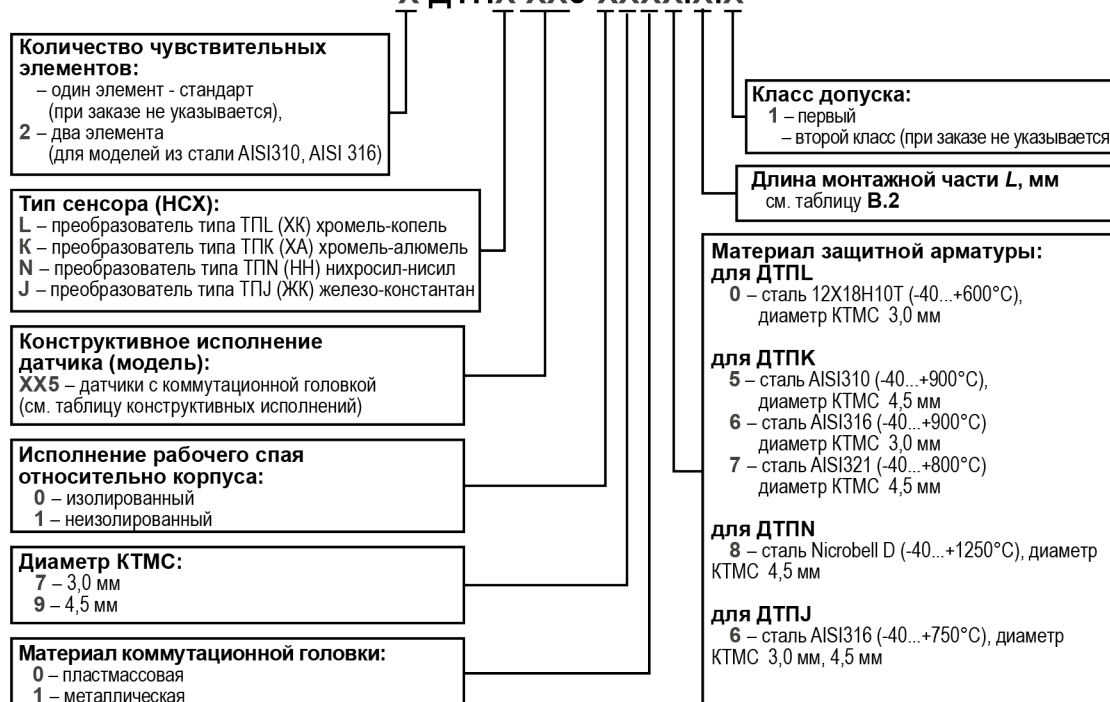 Количество чувствительных
элементов:
– один элемент - стандарт
(при заказе не указывается),
2 – два элемента
(для моделей из стали AISI310, AISI 316)
Тип сенсора (НСХ):
L – преобразователь типа ТПL (ХК) хромель-копель
К – преобразователь типа ТПК (ХА) хромель-алюмель
N – преобразователь типа ТПN (НН) нихросил-нисил
J – преобразователь типа ТПJ (ЖК) железо-константан
Конструктивное исполнение
датчика (модель):
ХХ5 – датчики с коммутационной головкой
(см. таблицу конструктивных исполнений)
Исполнение рабочего спая
относительно корпуса:
0 – изолированный
1 – неизолированный
Диаметр КТМС:
7 – 3,0 мм
9 – 4,5 мм
Материал коммутационной головки:
0 – пластмассовая
1 – металлическая
Класс допуска:
1 – первый
– второй класс (при заказе не указывается
Длина монтажной части L, мм
см. таблицу В.2
Материал защитной арматуры:
для ДТПL
0 – сталь 12Х18Н10Т (-40...+600°С),
диаметр КТМС 3,0 мм
для ДТПК
5 – сталь AISI310 (-40...+900°С),
диаметр КТМС 4,5 мм
6 – сталь AISI316 (-40...+900°С)
диаметр КТМС 3,0 мм
7 – сталь AISI321 (-40...+800°С)
диаметр КТМС 4,5 мм
для ДТПN
8 – сталь Nicrobell D (-40...+1250°С), диаметр
КТМС 4,5 мм
для ДТПJ
6 – сталь AISI316 (-40...+750°С), диаметр
КТМС 3,0 мм, 4,5 мм